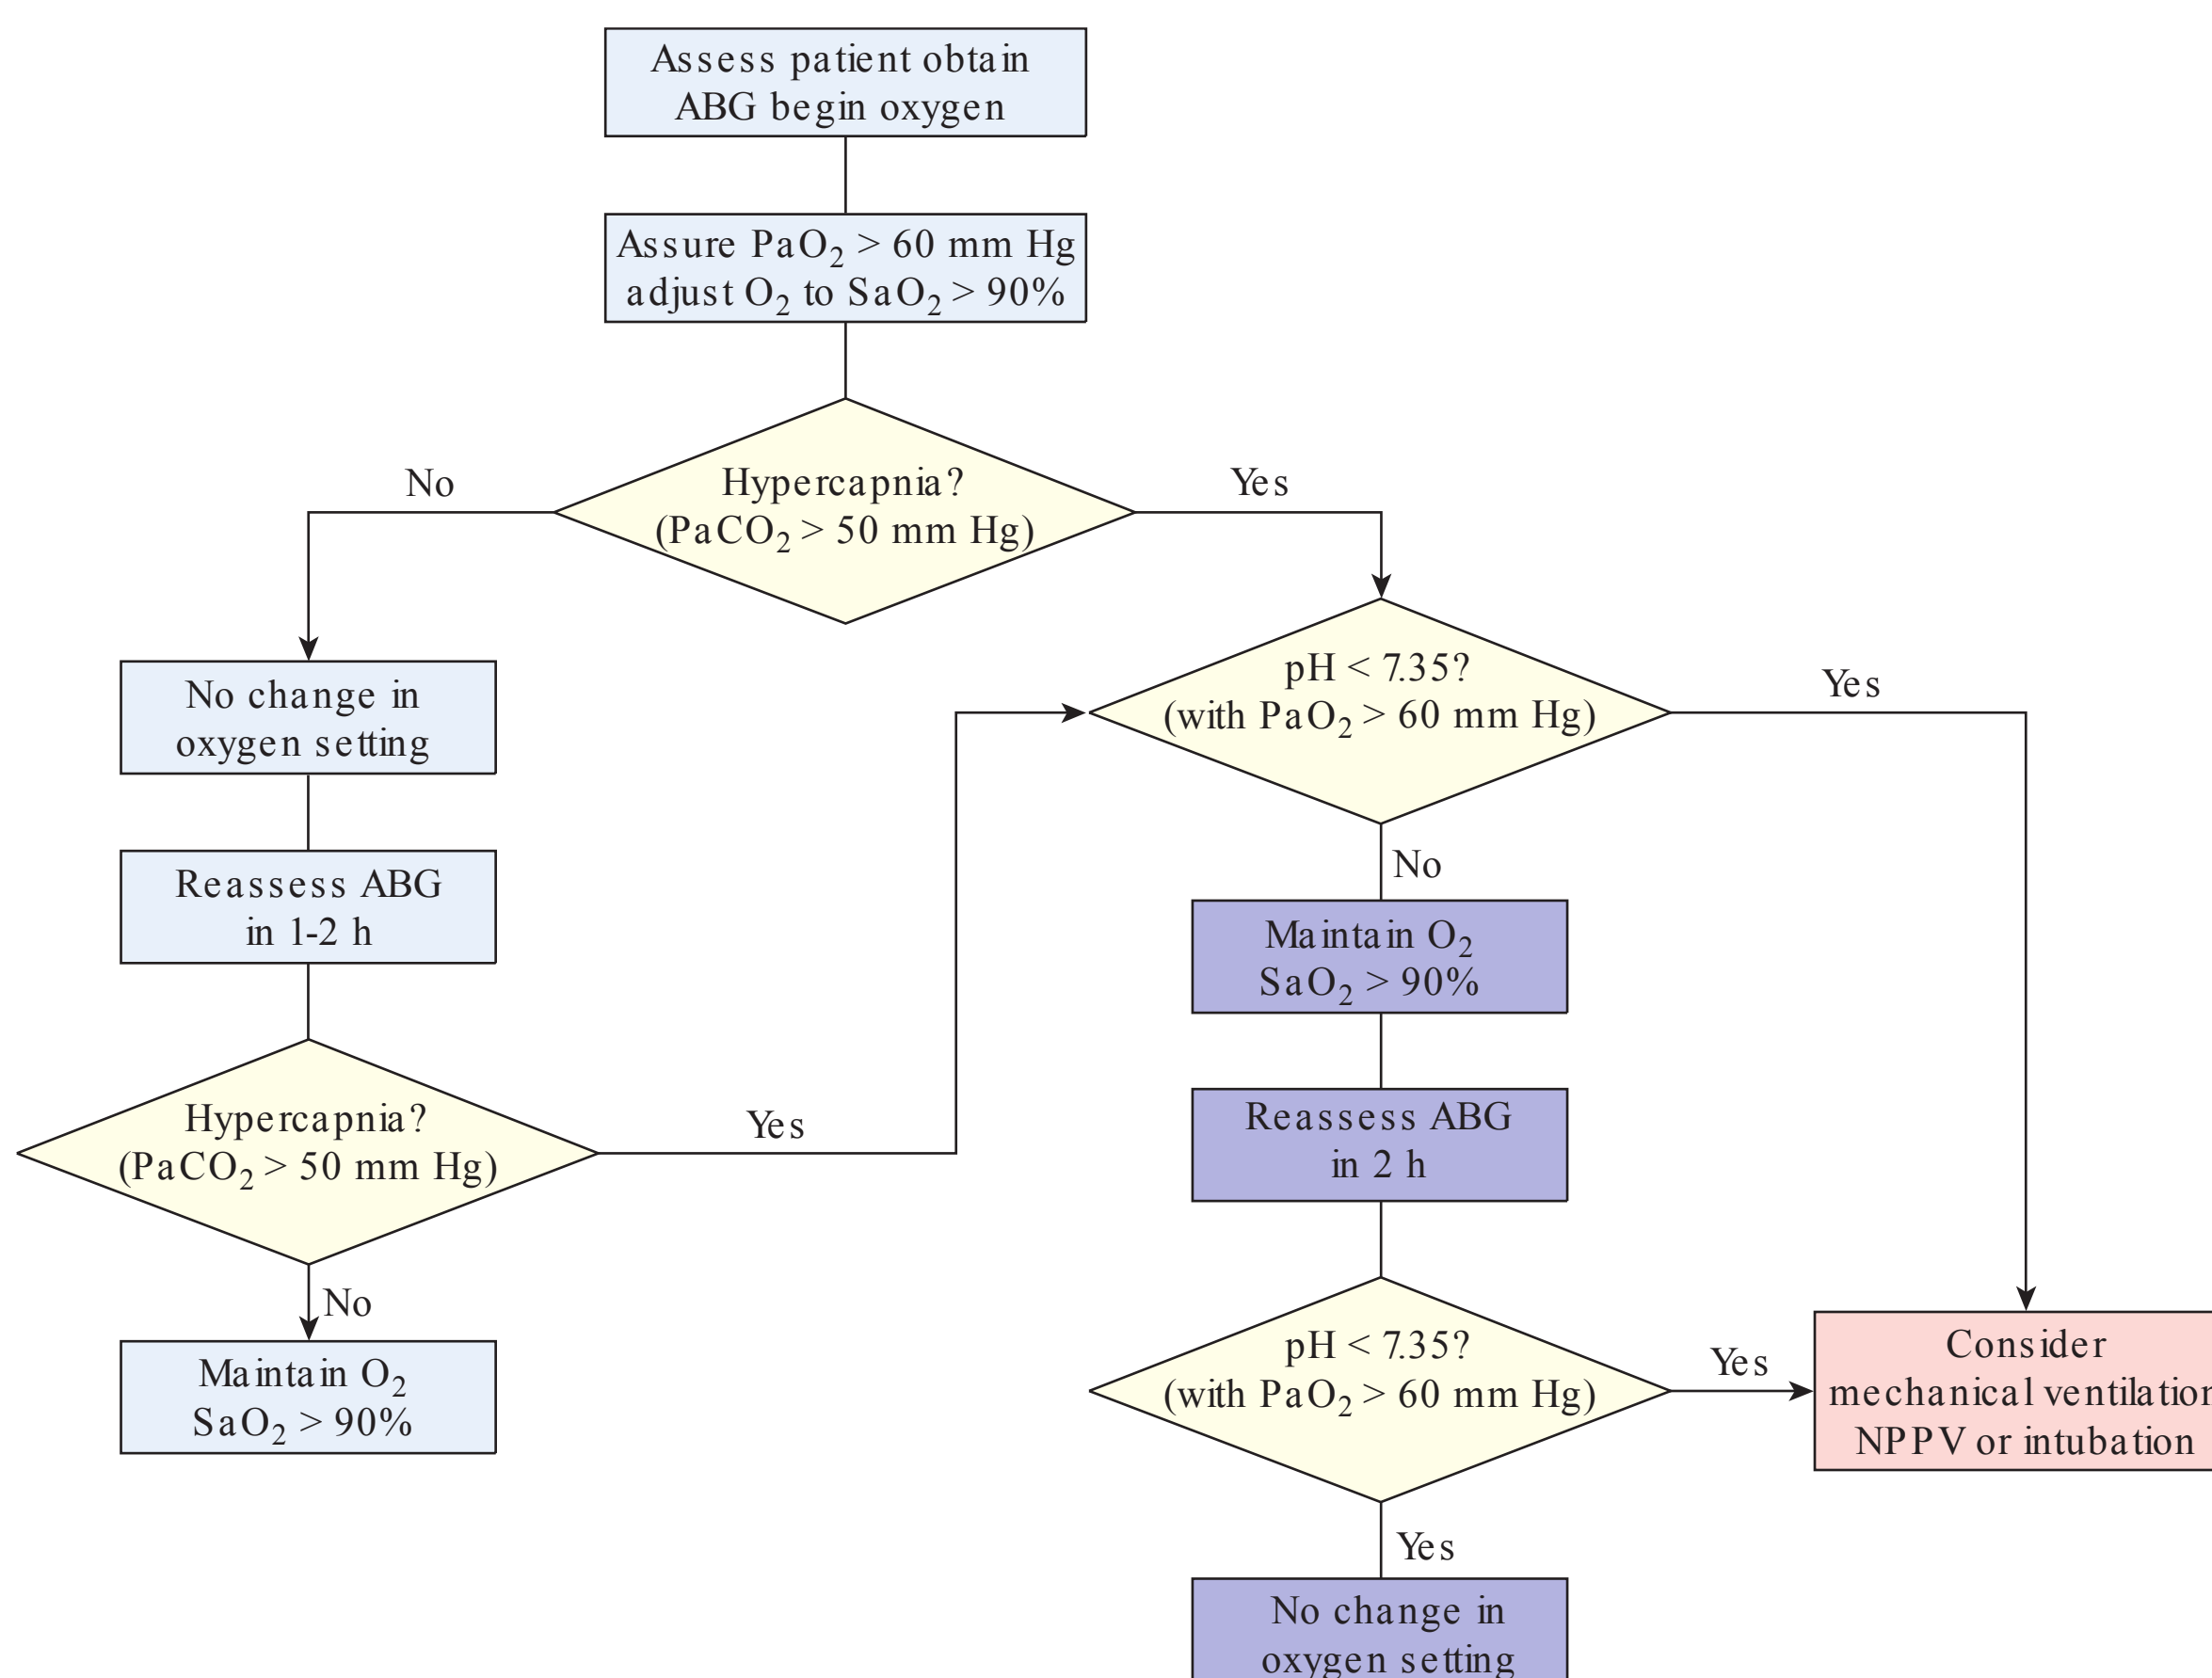 Assess patient obtain
ABG begin oxygen
Assure PaO₂ > 60 mm Hg
adjust O₂ to SaO₂ > 90%
Hypercapnia?
(PaCO₂ > 50 mm Hg)
No
Yes
No change in
oxygen setting
Reassess ABG
in 1-2 h
Hypercapnia?
(PaCO₂ > 50 mm Hg)
Yes
No
Maintain O₂
SaO₂ > 90%
pH < 7.35?
(with PaO₂ > 60 mm Hg)
Yes
No
Maintain O₂
SaO₂ > 90%
Reassess ABG
in 2 h
pH < 7.35?
(with PaO₂ > 60 mm Hg)
Yes
Yes
No change in
oxygen setting
Consider
mechanical ventilation
NPPV or intubation